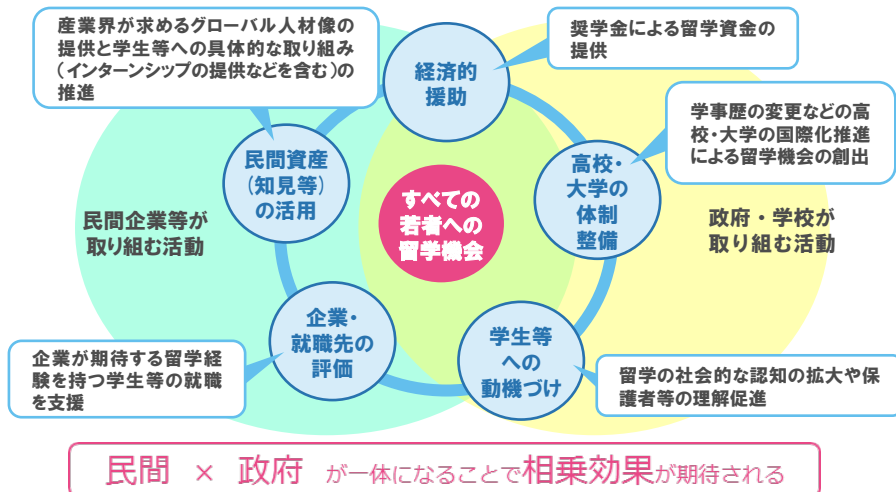 産業界が求めるグローバル人材像の
提供と学生等への具体的な取り組み
(インターンシップの提供などを含む)の
推進
経済的
援助
奨学金による留学資金の
提供
学事歴の変更などの高
校・大学の国際化推進
による留学機会の創出
民間資産
(知見等)
の活用
高校・
大学の
体制
整備
すべての
若者への
留学機会
民間企業等が
取り組む活動
政府・学校が
取り組む活動
企業・
就職先の
評価
学生等
への
動機づけ
企業が期待する留学経
験を持つ学生等の就職
を支援
留学の社会的な認知の拡大や保
護者等の理解促進
民間 × 政府 が一体になることで相乗効果が期待される